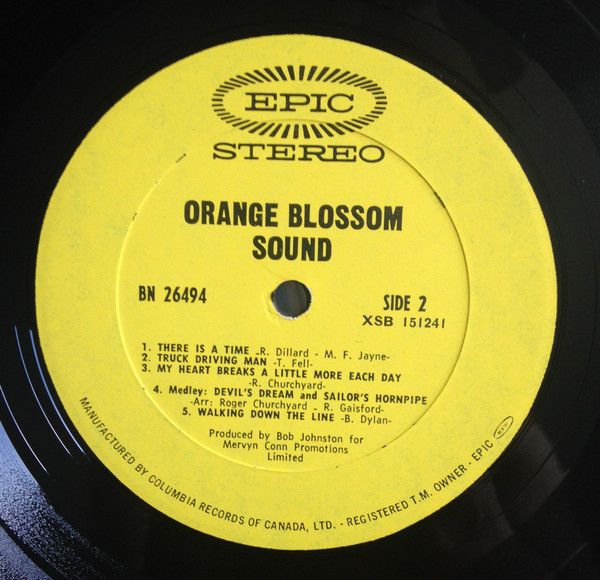 EPIC
STEREO
ORANGE BLOSSOM
SOUND
BN 26494
SIDE 2
XSB 151241
1. THERE IS A TIME -R. Dillard - M. F. Jayne-
2. TRUCK DRIVING MAN -T. Fell-
3. MY HEART BREAKS A LITTLE MORE EACH DAY
-R. Churchyard-
4. Medley: DEVIL'S DREAM and SAILOR'S HORNPIPE
-Arr: Roger Churchyard - R. Gaisford-
5. WALKING DOWN THE LINE -B. Dylan-
Produced by Bob Johnston for
Mervyn Conn Promotions
Limited
MANUFACTURED BY COLUMBIA RECORDS OF CANADA, LTD. - REGISTERED T.M. OWNER - EPIC